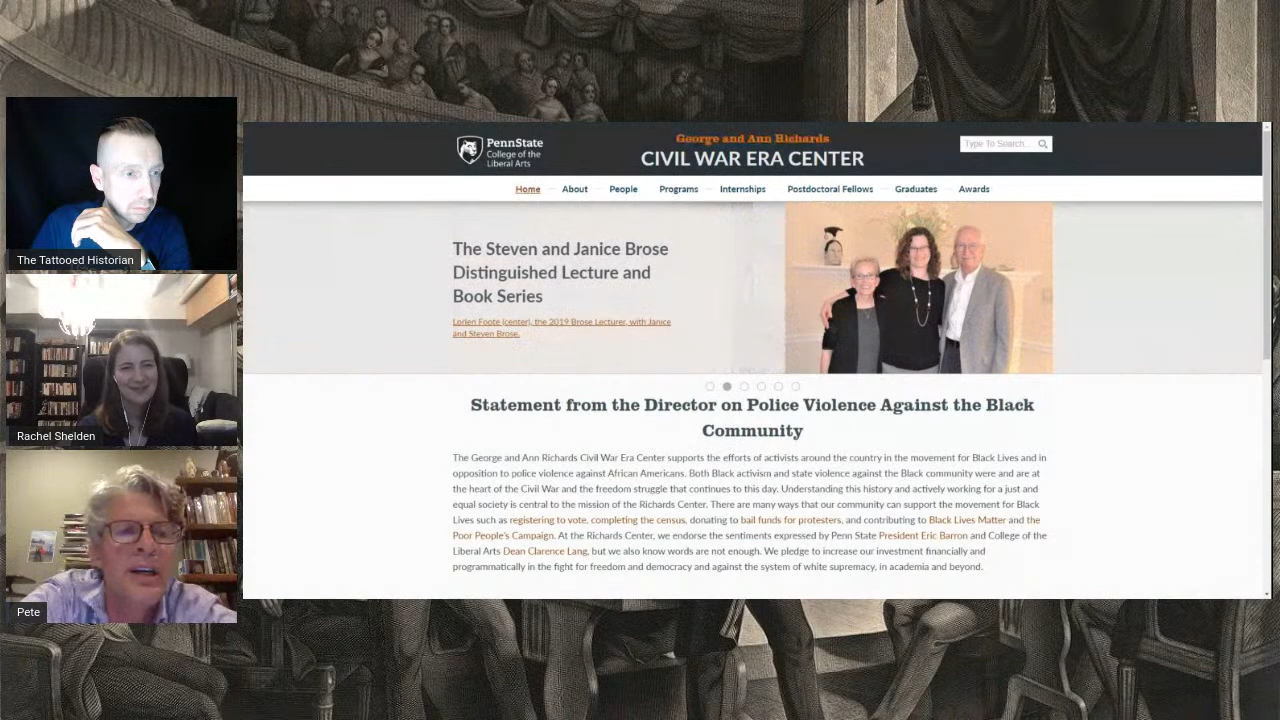 The Tattooed Historian
Rachel Shelden
Pete
PennState
College of the
Liberal Arts
George and Ann Richards
CIVIL WAR ERA CENTER
Type To Search...
Home
About
People
Programs
Internships
Postdoctoral Fellows
Graduates
Awards
The Steven and Janice Brose
Distinguished Lecture and
Book Series
Lorien Foote (center), the 2019 Brose Lecturer, with Janice
and Steven Brose.
Statement from the Director on Police Violence Against the Black
Community
The George and Ann Richards Civil War Era Center supports the efforts of activists around the country in the movement for Black Lives and in
opposition to police violence against African Americans. Both Black activism and state violence against the Black community were and are at
the heart of the Civil War and the freedom struggle that continues to this day. Understanding this history and actively working for a just and
equal society is central to the mission of the Richards Center. There are many ways that our community can support the movement for Black
Lives such as registering to vote, completing the census, donating to bail funds for protesters, and contributing to Black Lives Matter and the
Poor People's Campaign. At the Richards Center, we endorse the sentiments expressed by Penn State President Eric Barron and College of the
Liberal Arts Dean Clarence Lang, but we also know words are not enough. We pledge to increase our investment financially and
programmatically in the fight for freedom and democracy and against the system of white supremacy, in academia and beyond.